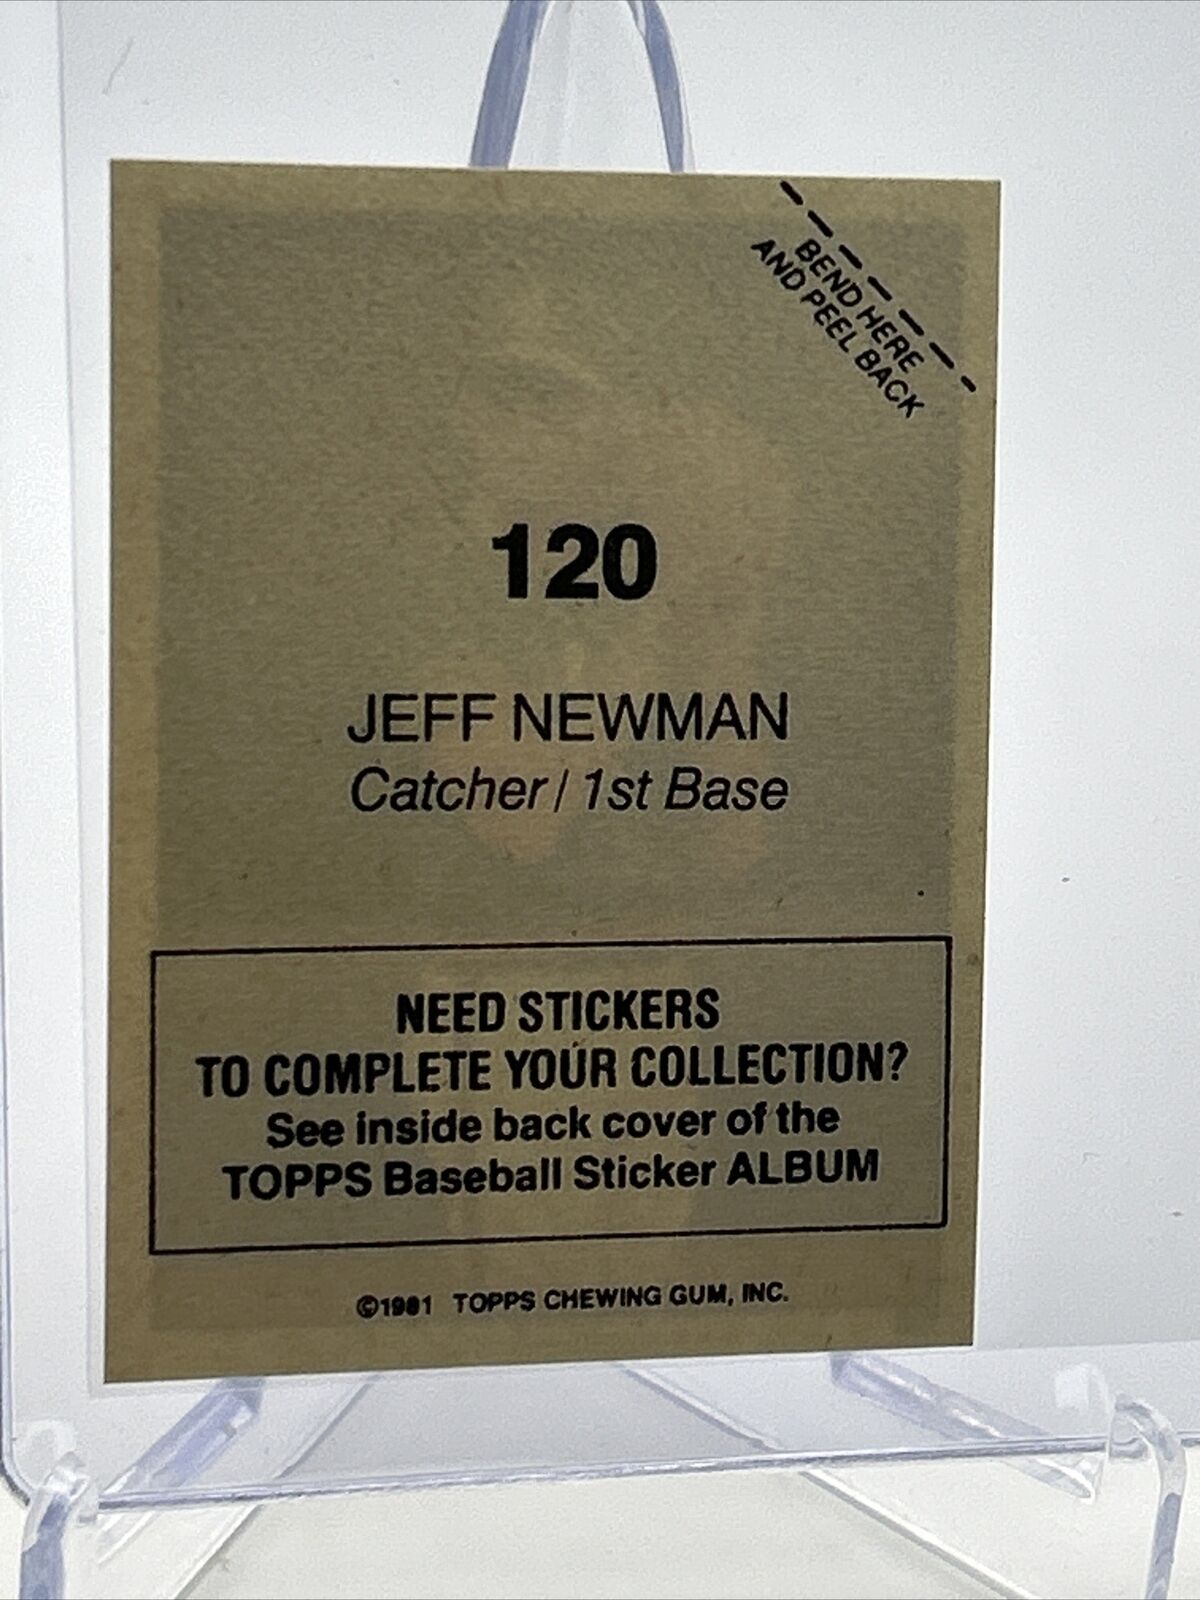 BEND HERE
AND PEEL BACK
120
JEFF NEWMAN
Catcher / 1st Base
NEED STICKERS
TO COMPLETE YOUR COLLECTION?
See inside back cover of the
TOPPS Baseball Sticker ALBUM
©1981 TOPPS CHEWING GUM, INC.